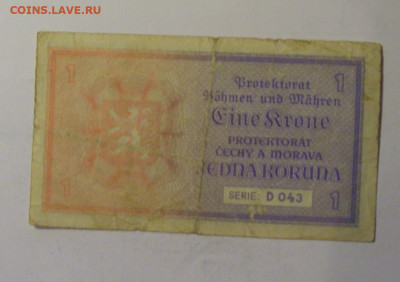 COINS.LAVE.RU
1
1
Protektorat
Böhmen und Mähren
Eine Krone
PROTEKTORÁT
ČECHY A MORAVA
JEDNA KORUNA
SERIE: D 043
1
1